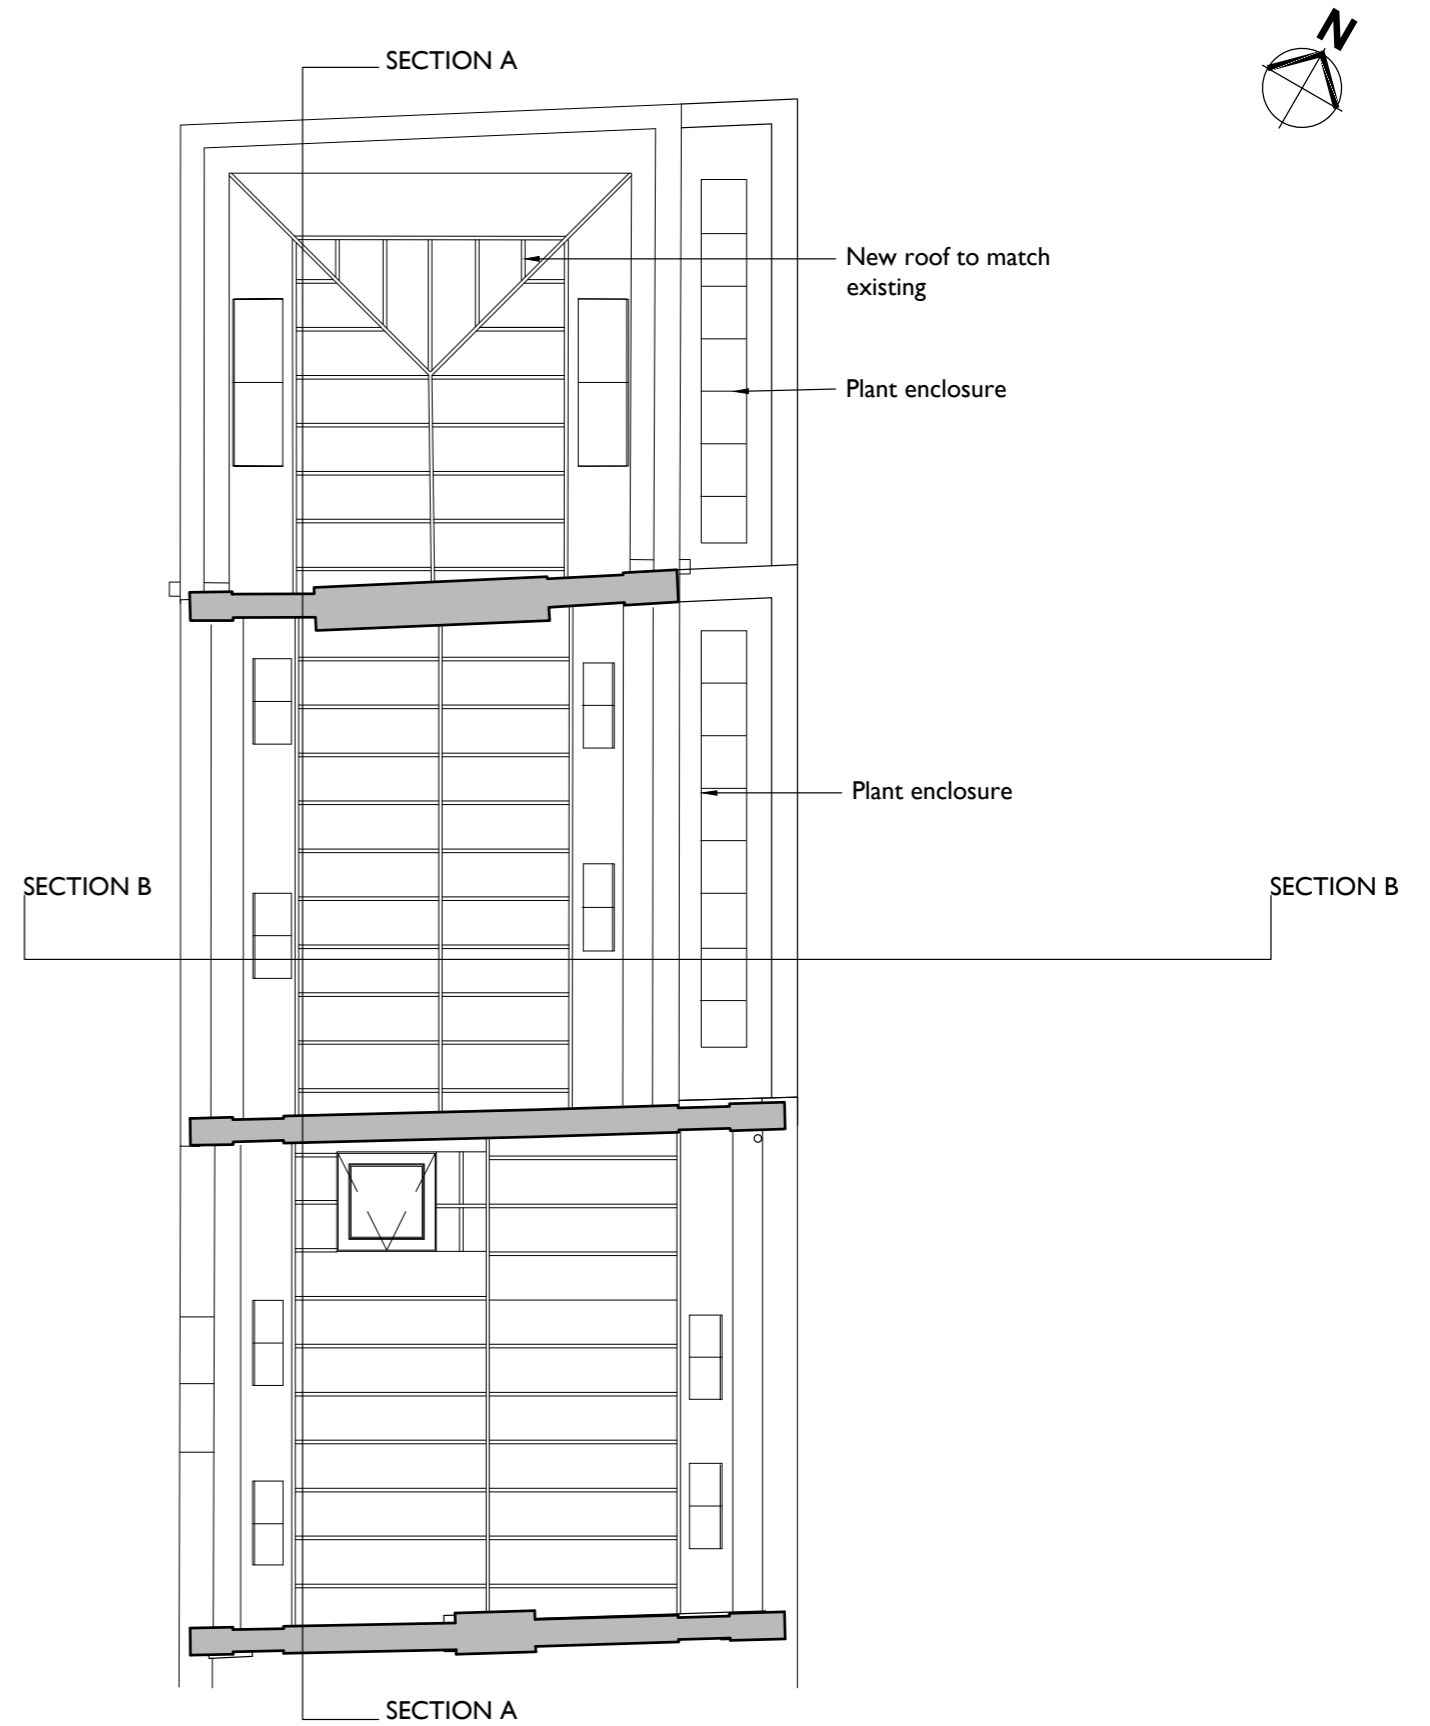 N
SECTION A
New roof to match
existing
Plant enclosure
Plant enclosure
SECTION B
SECTION B
SECTION A